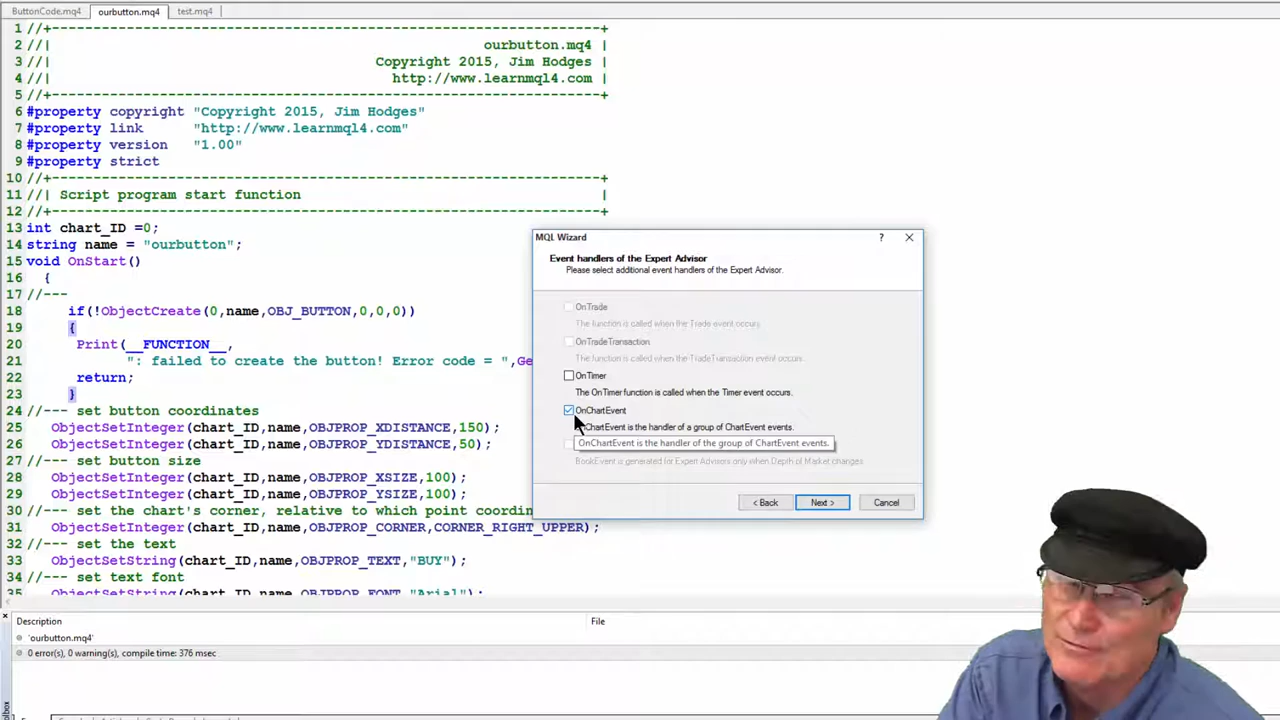 ButtonCode.mq4 ourbutton.mq4 test.mq4
1 //+------------------------------------------------------------------+
2 //| ourbutton.mq4 |
3 //| Copyright 2015, Jim Hodges |
4 //| http://www.learnmql4.com |
5 //+------------------------------------------------------------------+
6 #property copyright "Copyright 2015, Jim Hodges"
7 #property link "http://www.learnmql4.com"
8 #property version "1.00"
9 #property strict
10 //+------------------------------------------------------------------+
11 //| Script program start function |
12 //+------------------------------------------------------------------+
13 int chart_ID =0;
14 string name = "ourbutton";
15 void OnStart()
16 {
17 //---
18 if(!ObjectCreate(0,name,OBJ_BUTTON,0,0,0))
19 {
20 Print(__FUNCTION__,
21 ": failed to create the button! Error code = ",Ge
22 return;
23 }
24 //--- set button coordinates
25 ObjectSetInteger(chart_ID,name,OBJPROP_XDISTANCE,150);
26 ObjectSetInteger(chart_ID,name,OBJPROP_YDISTANCE,50);
27 //--- set button size
28 ObjectSetInteger(chart_ID,name,OBJPROP_XSIZE,100);
29 ObjectSetInteger(chart_ID,name,OBJPROP_YSIZE,100);
30 //--- set the chart's corner, relative to which point coordin
31 ObjectSetInteger(chart_ID,name,OBJPROP_CORNER,CORNER_RIGHT_UPPER);
32 //--- set the text
33 ObjectSetString(chart_ID,name,OBJPROP_TEXT,"BUY");
34 //--- set text font
35 ObjectSetString(chart_ID,name,OBJPROP_FONT,"Arial");
MQL Wizard ?
Event handlers of the Expert Advisor
Please select additional event handlers of the Expert Advisor.
OnTrade
The function is called when the Trade event occurs.
OnTradeTransaction
The function is called when the TradeTransaction event occurs.
OnTimer
The OnTimer function is called when the Timer event occurs.
OnChartEvent
ChartEvent is the handler of a group of ChartEvent events.
OnChartEvent is the handler of the group of ChartEvent events.
BookEvent is generated for Expert Advisors only when Depth of Market changes
< Back Next > Cancel
Description File
'ourbutton.mq4'
0 error(s), 0 warning(s), compile time: 376 msec